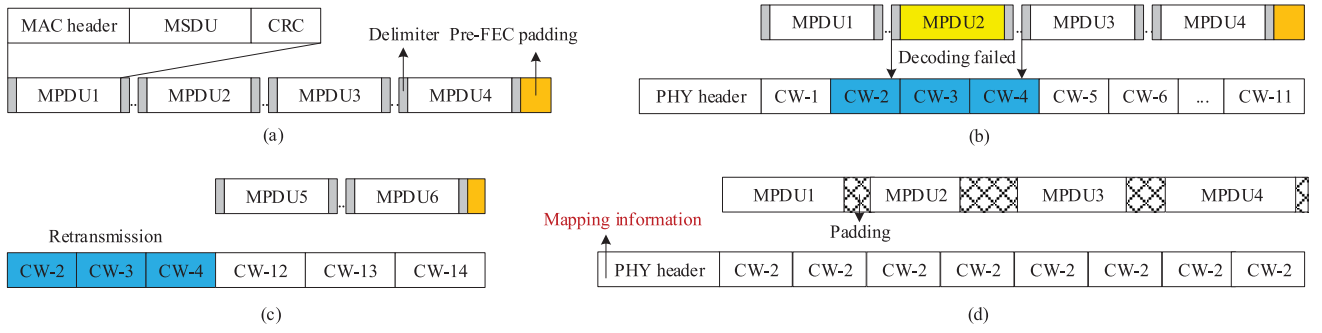 MAC header MSDU CRC
Delimiter Pre-FEC padding
MPDU1 .. MPDU2 .. MPDU3 .. MPDU4
(a)
MPDU1 .. MPDU2 .. MPDU3 .. MPDU4
Decoding failed
PHY header CW-1 CW-2 CW-3 CW-4 CW-5 CW-6 ... CW-11
(b)
MPDU5 .. MPDU6
Retransmission
CW-2 CW-3 CW-4 CW-12 CW-13 CW-14
(c)
MPDU1 MPDU2 MPDU3 MPDU4
Mapping information
Padding
PHY header CW-2 CW-2 CW-2 CW-2 CW-2 CW-2 CW-2 CW-2
(d)